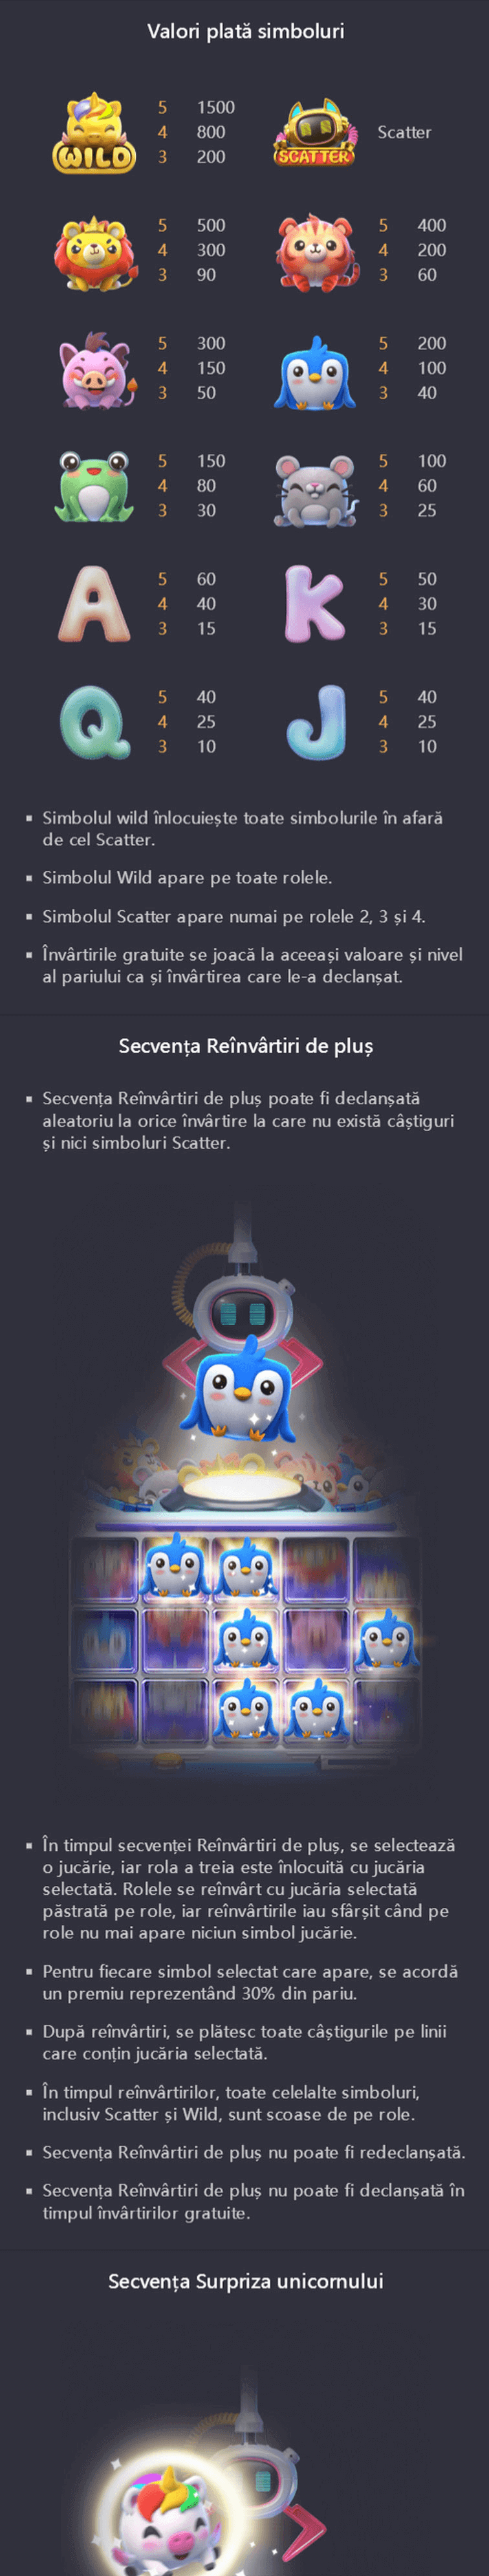 Valori plată simboluri
WILD
5 1500
4 800
3 200
SCATTER
Scatter
5 500
4 300
3 90
5 400
4 200
3 60
5 300
4 150
3 50
5 200
4 100
3 40
5 150
4 80
3 30
5 100
4 60
3 25
A
5 60
4 40
3 15
K
5 50
4 30
3 15
Q
5 40
4 25
3 10
J
5 40
4 25
3 10
▪ Simbolul wild înlocuiește toate simbolurile în afară
de cel Scatter.
▪ Simbolul Wild apare pe toate rolele.
▪ Simbolul Scatter apare numai pe rolele 2, 3 și 4.
▪ Învârtirile gratuite se joacă la aceeași valoare și nivel
al pariului ca și învârtirea care le-a declanșat.
Secvența Reînvârtiri de pluș
▪ Secvența Reînvârtiri de pluș poate fi declanșată
aleatoriu la orice învârtire la care nu există câștiguri
și nici simboluri Scatter.
▪ În timpul secvenței Reînvârtiri de pluș, se selectează
o jucărie, iar rola a treia este înlocuită cu jucăria
selectată. Rolele se reînvârt cu jucăria selectată
păstrată pe role, iar reînvârtirile iau sfârșit când pe
role nu mai apare niciun simbol jucărie.
▪ Pentru fiecare simbol selectat care apare, se acordă
un premiu reprezentând 30% din pariu.
▪ După reînvârtiri, se plătesc toate câștigurile pe linii
care conțin jucăria selectată.
▪ În timpul reînvârtirilor, toate celelalte simboluri,
inclusiv Scatter și Wild, sunt scoase de pe role.
▪ Secvența Reînvârtiri de pluș nu poate fi redeclanșată.
▪ Secvența Reînvârtiri de pluș nu poate fi declanșată în
timpul învârtirilor gratuite.
Secvența Surpriza unicornului